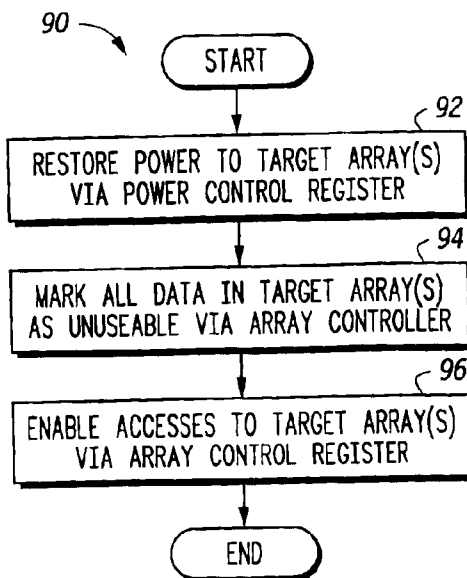 90
START
92
RESTORE POWER TO TARGET ARRAY(S)
VIA POWER CONTROL REGISTER
94
MARK ALL DATA IN TARGET ARRAY(S)
AS UNUSEABLE VIA ARRAY CONTROLLER
96
ENABLE ACCESSES TO TARGET ARRAY(S)
VIA ARRAY CONTROL REGISTER
END